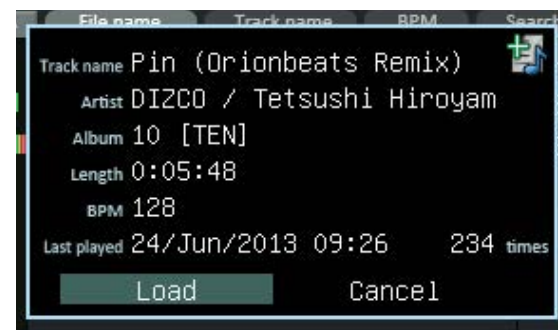 File name Track name BPM Search
Track name Pin (Orionbeats Remix)
Artist DIZCO / Tetsushi Hiroyam
Album 10 [TEN]
Length 0:05:48
BPM 128
Last played 24/Jun/2013 09:26 234 times
Load Cancel